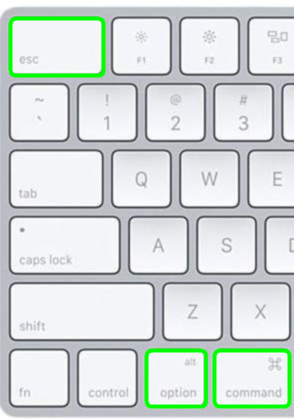 esc F1 F2 F3
~ ! @ #
` 1 2 3
tab Q W E
caps lock A S
shift Z X
alt ⌘
fn control option command